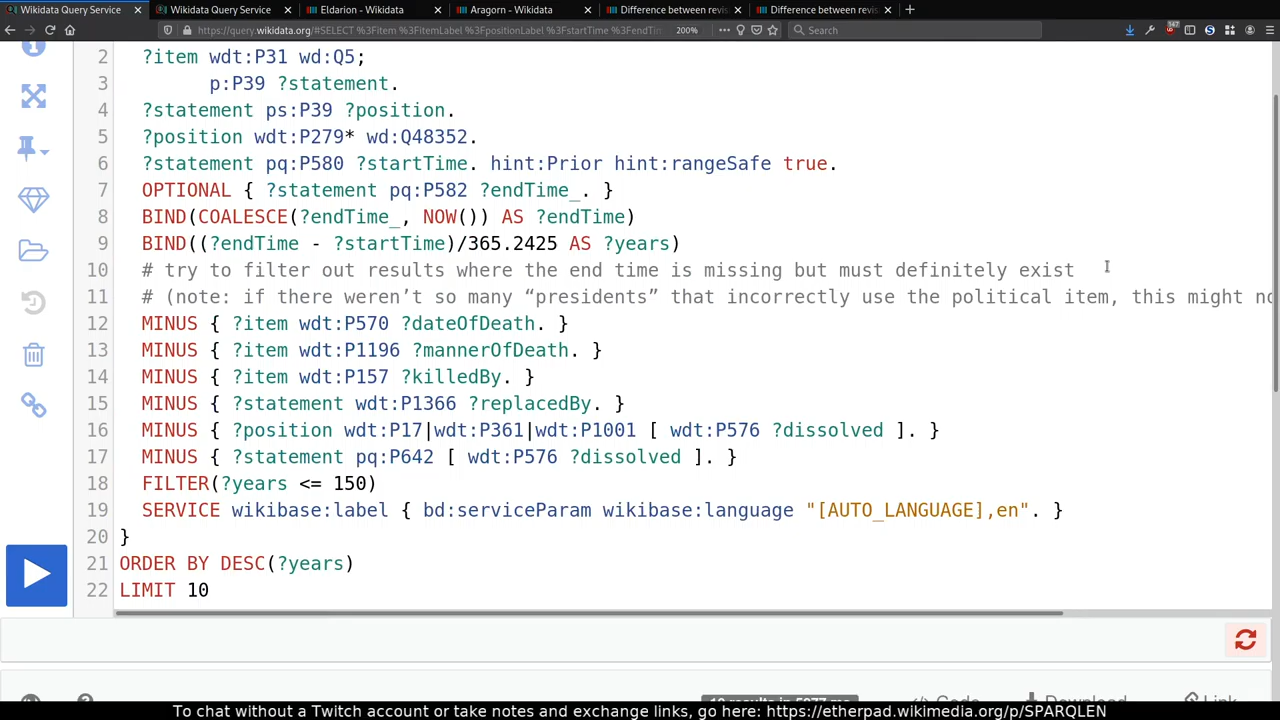 Wikidata Query Service
Wikidata Query Service
Eldarion - Wikidata
Aragorn - Wikidata
Difference between revis
Difference between revis
https://query.wikidata.org/#SELECT %3Fitem %3FitemLabel %3FpositionLabel %3FstartTime %3FendTim
200%
Search
2 ?item wdt:P31 wd:Q5;
3 p:P39 ?statement.
4 ?statement ps:P39 ?position.
5 ?position wdt:P279* wd:Q48352.
6 ?statement pq:P580 ?startTime. hint:Prior hint:rangeSafe true.
7 OPTIONAL { ?statement pq:P582 ?endTime_. }
8 BIND(COALESCE(?endTime_, NOW()) AS ?endTime)
9 BIND((?endTime - ?startTime)/365.2425 AS ?years)
10 # try to filter out results where the end time is missing but must definitely exist
11 # (note: if there weren’t so many “presidents” that incorrectly use the political item, this might no
12 MINUS { ?item wdt:P570 ?dateOfDeath. }
13 MINUS { ?item wdt:P1196 ?mannerOfDeath. }
14 MINUS { ?item wdt:P157 ?killedBy. }
15 MINUS { ?statement wdt:P1366 ?replacedBy. }
16 MINUS { ?position wdt:P17|wdt:P361|wdt:P1001 [ wdt:P576 ?dissolved ]. }
17 MINUS { ?statement pq:P642 [ wdt:P576 ?dissolved ]. }
18 FILTER(?years <= 150)
19 SERVICE wikibase:label { bd:serviceParam wikibase:language "[AUTO_LANGUAGE],en". }
20 }
21 ORDER BY DESC(?years)
22 LIMIT 10
Code Download Link
To chat without a Twitch account or take notes and exchange links, go here: https://etherpad.wikimedia.org/p/SPARQLEN